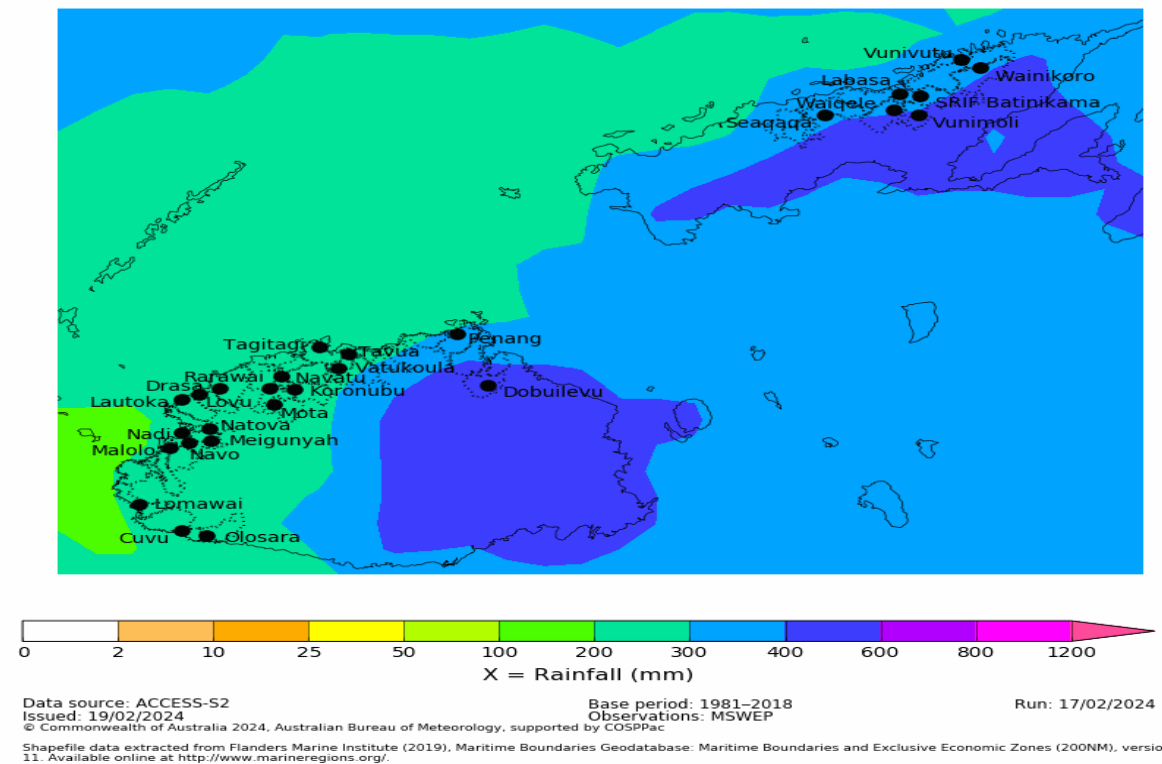 Vunivutu
Wainikoro
Labasa
Waiqele
SRIF Batinikama
Seaqaqa
Vunimoli
Tagitagi
Penang
Tavua
Vatukoula
Rarawai
Navatu
Drasa
Koronubu
Dobuilevu
Lautoka
Lovu
Mota
Natova
Nadi
Meigunyah
Malolo
Navo
Lomawai
Cuvu
Olosara
0 2 10 25 50 100 200 300 400 600 800 1200
X = Rainfall (mm)
Data source: ACCESS-S2 Base period: 1981–2018 Run: 17/02/2024
Issued: 19/02/2024 Observations: MSWEP
© Commonwealth of Australia 2024, Australian Bureau of Meteorology, supported by COSPPac
Shapefile data extracted from Flanders Marine Institute (2019), Maritime Boundaries Geodatabase: Maritime Boundaries and Exclusive Economic Zones (200NM), versio
11. Available online at http://www.marineregions.org/.